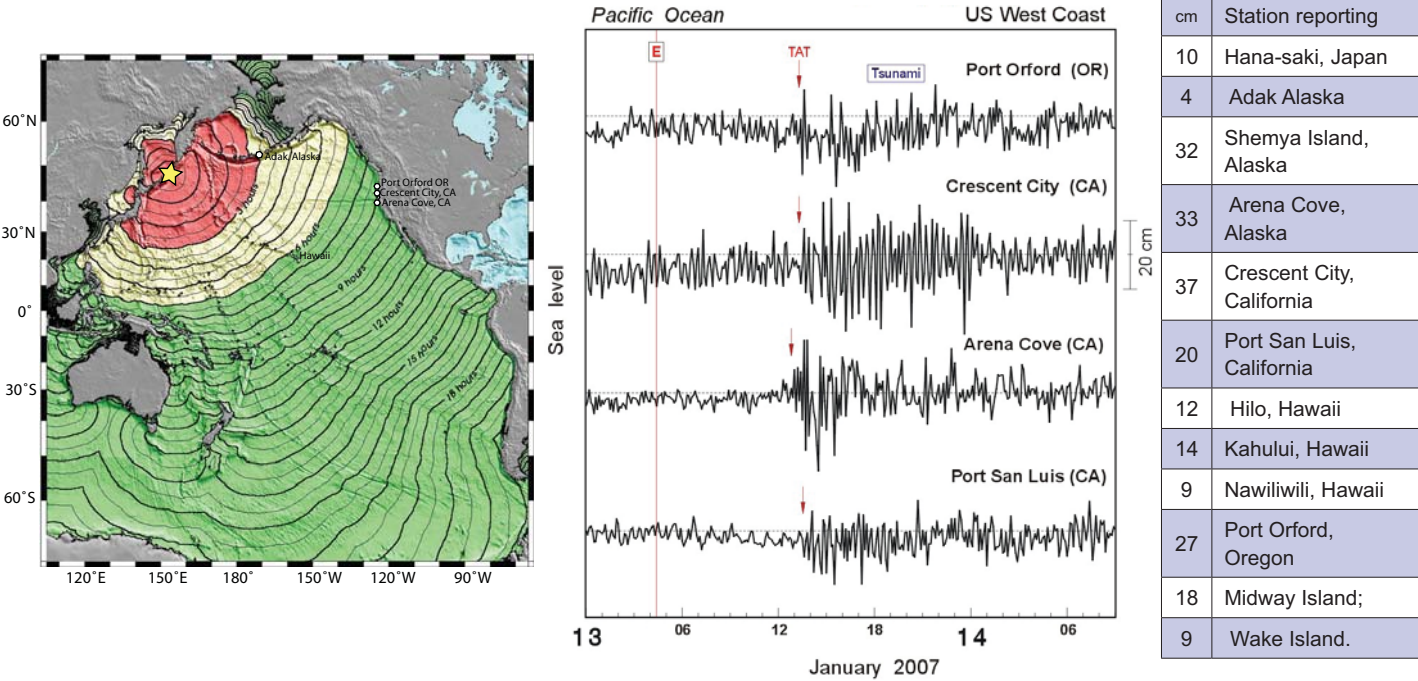 60˚N
30˚N
0˚
30˚S
60˚S
120˚E
150˚E
180˚
150˚W
120˚W
90˚W
Adak, Alaska
Port Orford OR
Crescent City, CA
Arena Cove, CA
3 hours
6 hours
Hawaii
9 hours
12 hours
15 hours
18 hours
Pacific Ocean
US West Coast
E
TAT
Tsunami
Port Orford (OR)
Crescent City (CA)
20 cm
Arena Cove (CA)
Port San Luis (CA)
Sea level
13
06
12
18
14
06
January 2007
cm Station reporting
10 Hana-saki, Japan
4 Adak Alaska
32 Shemya Island,
Alaska
33 Arena Cove,
Alaska
37 Crescent City,
California
20 Port San Luis,
California
12 Hilo, Hawaii
14 Kahului, Hawaii
9 Nawiliwili, Hawaii
27 Port Orford,
Oregon
18 Midway Island;
9 Wake Island.